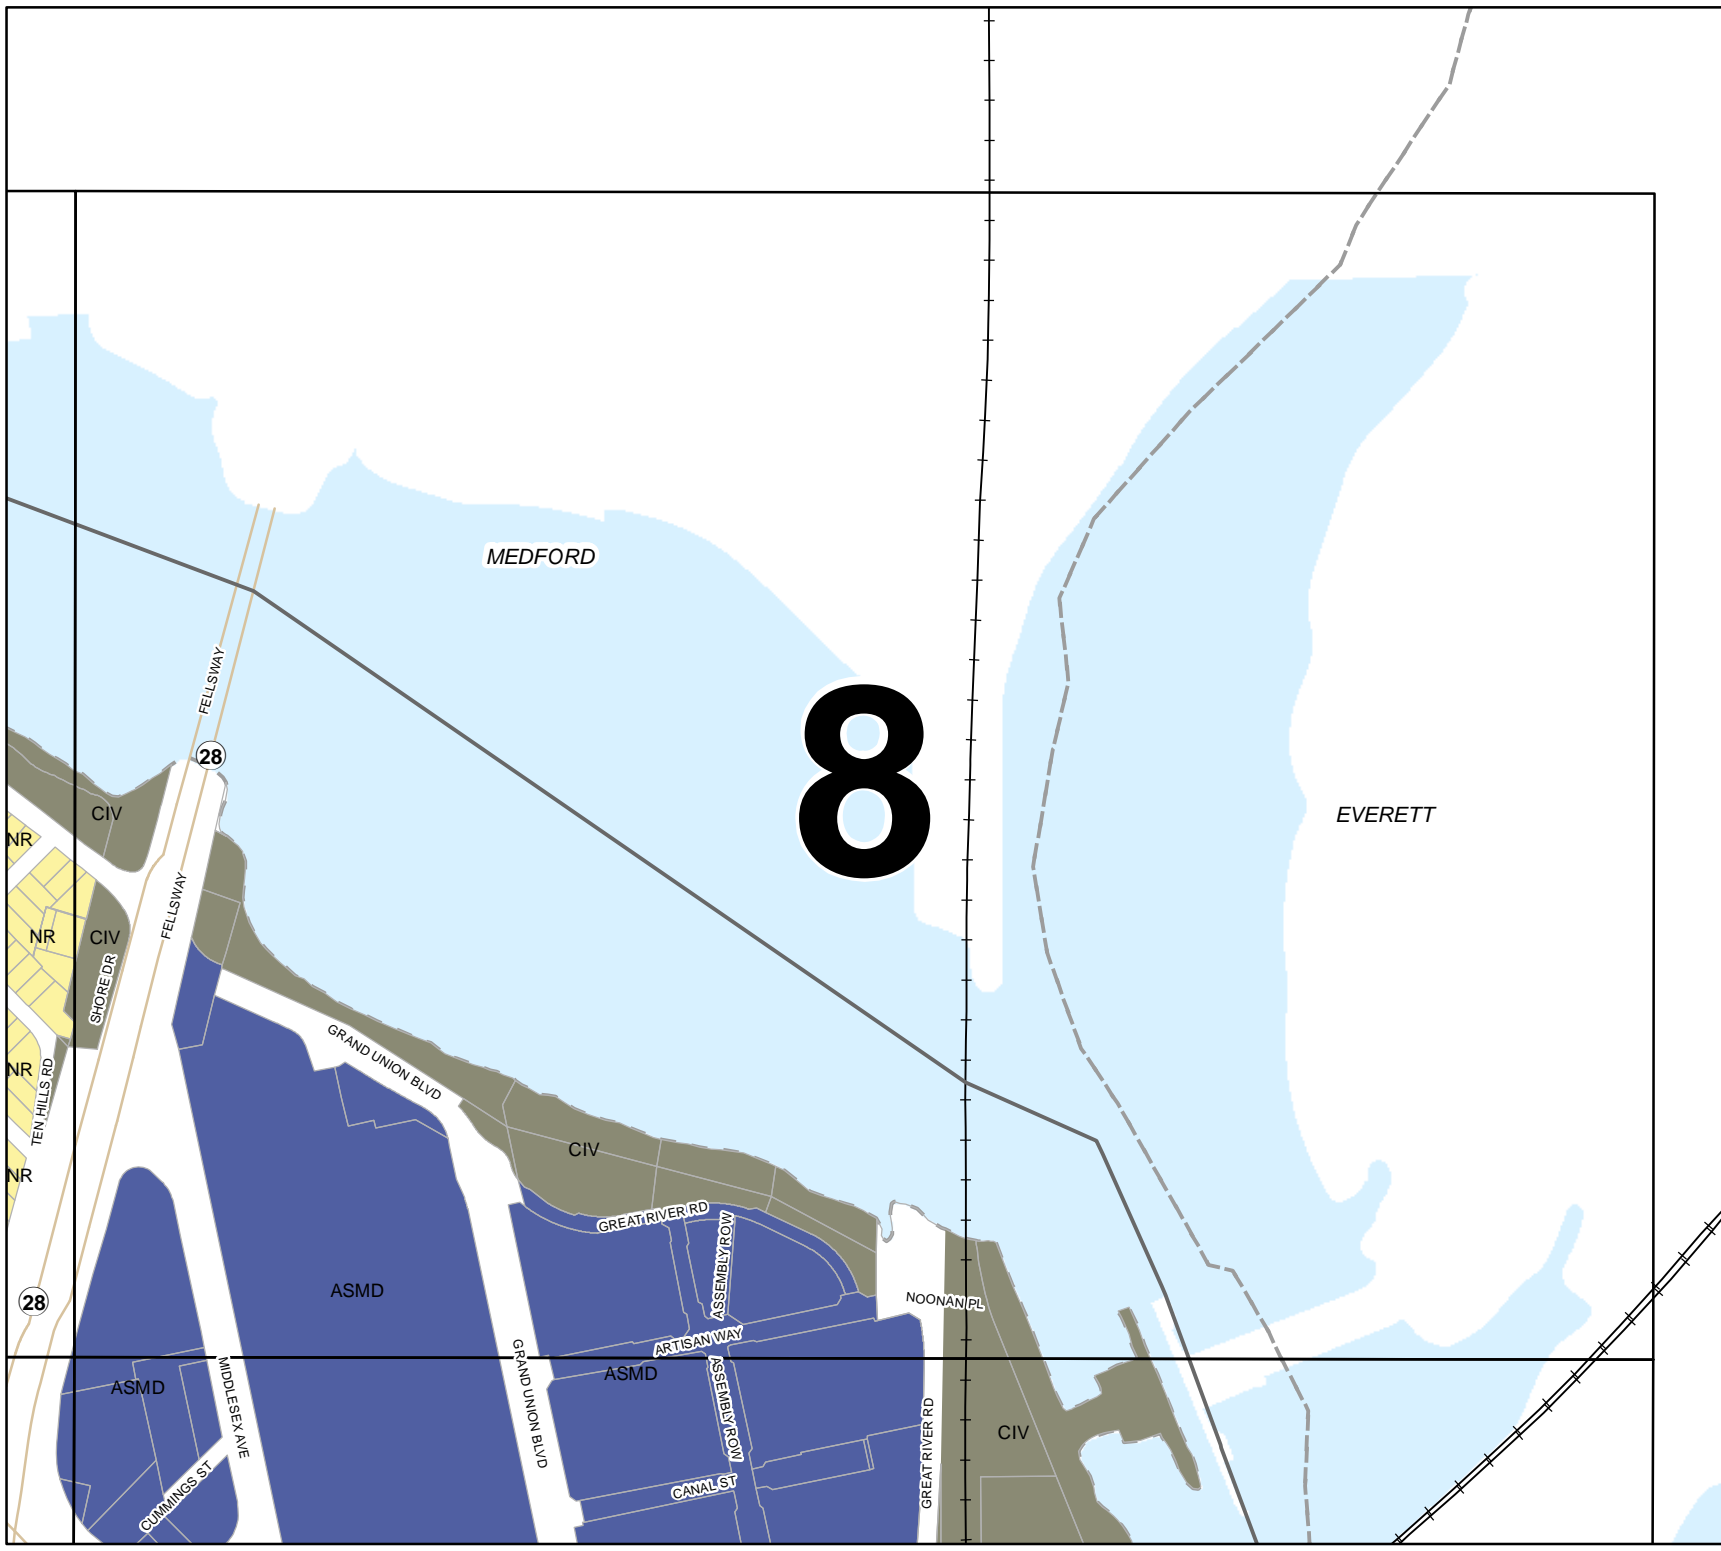 MEDFORD
FELLSWAY
28
8
CIV
EVERETT
NR
FELLSWAY
NR
CIV
SHORE DR
GRAND UNION BLVD
NR
TEN HILLS RD
CIV
NR
GREAT RIVER RD
ASSEMBLY ROW
ASMD
28
NOONAN PL
ARTISAN WAY
GRAND UNION BLVD
ASMD
ASMD
MIDDLESEX AVE
ASSEMBLY ROW
GREAT RIVER RD
CIV
CANAL ST
CUMMINGS ST